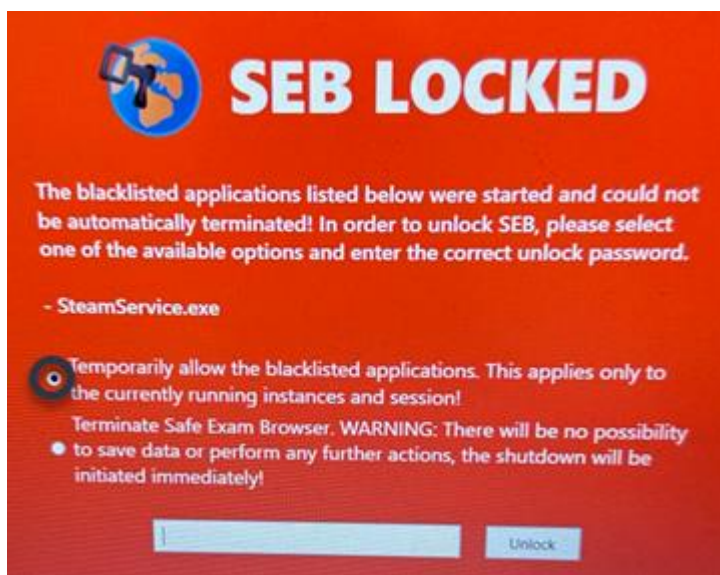 SEB LOCKED
The blacklisted applications listed below were started and could not
be automatically terminated! In order to unlock SEB, please select
one of the available options and enter the correct unlock password.
- SteamService.exe
Temporarily allow the blacklisted applications. This applies only to
the currently running instances and session!
Terminate Safe Exam Browser. WARNING: There will be no possibility
to save data or perform any further actions, the shutdown will be
initiated immediately!
Unlock